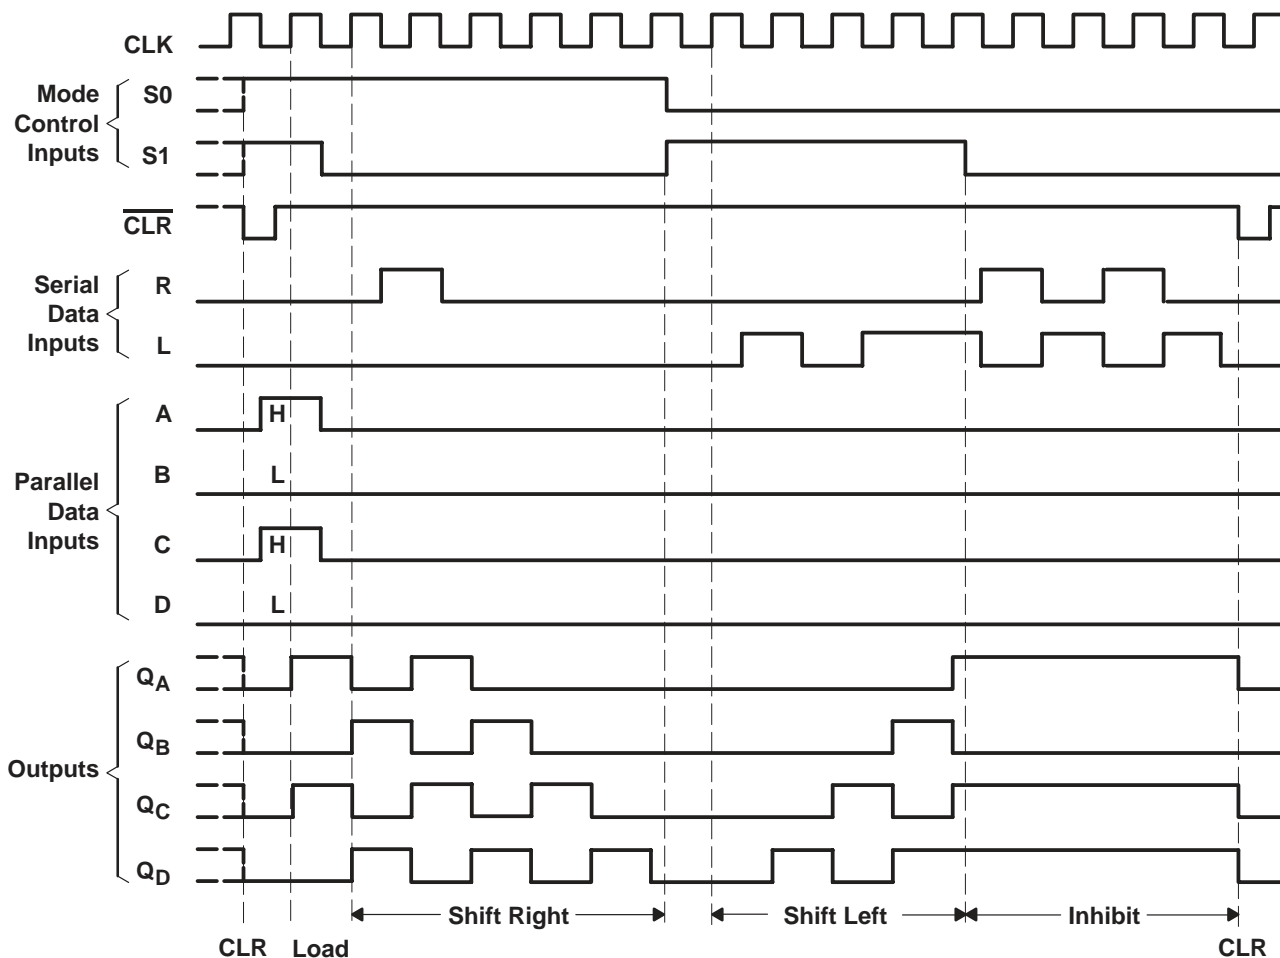 CLK
Mode
Control
Inputs
S0
S1
CLR
Serial
Data
Inputs
R
L
Parallel
Data
Inputs
A
H
B
L
C
H
D
L
Outputs
QA
QB
QC
QD
Shift Right
Shift Left
Inhibit
CLR
Load
CLR